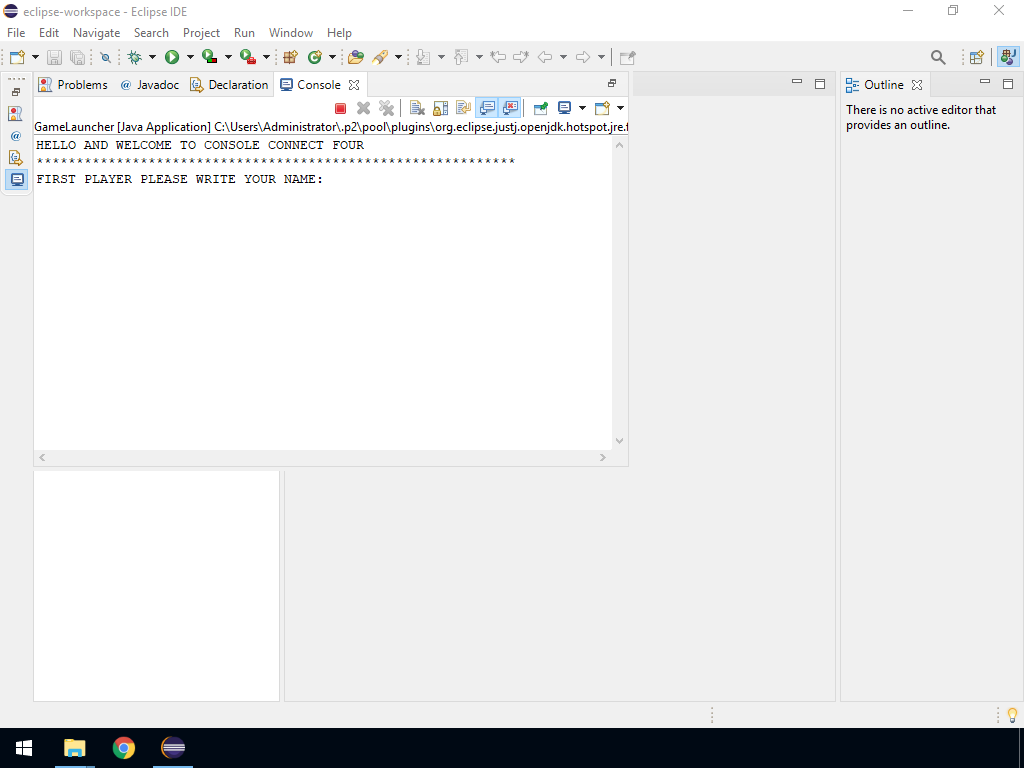 eclipse-workspace - Eclipse IDE
File Edit Navigate Search Project Run Window Help
Problems @ Javadoc Declaration Console
Outline
GameLauncher [Java Application] C:\Users\Administrator\.p2\pool\plugins\org.eclipse.justj.openjdk.hotspot.jre.f
There is no active editor that
provides an outline.
HELLO AND WELCOME TO CONSOLE CONNECT FOUR
************************************************************
FIRST PLAYER PLEASE WRITE YOUR NAME: